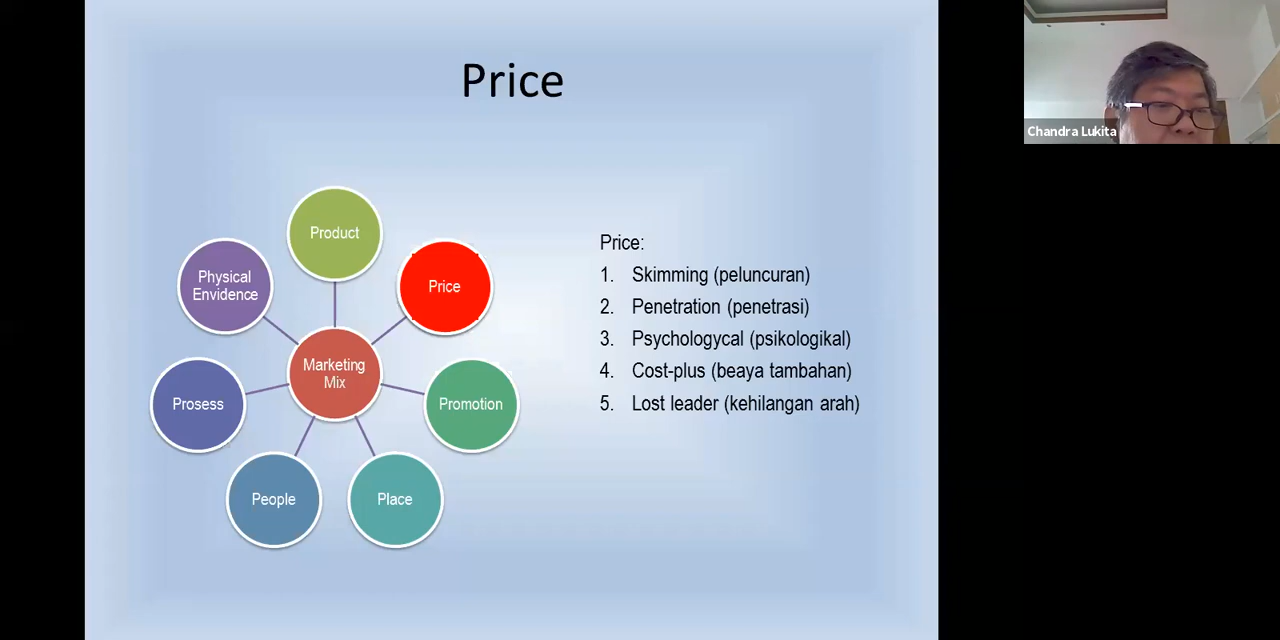 Price
Product
Physical
Envidence
Price
Marketing
Mix
Prosess
Promotion
People
Place
Price:
1. Skimming (peluncuran)
2. Penetration (penetrasi)
3. Psychologycal (psikologikal)
4. Cost-plus (beaya tambahan)
5. Lost leader (kehilangan arah)
Chandra Lukita